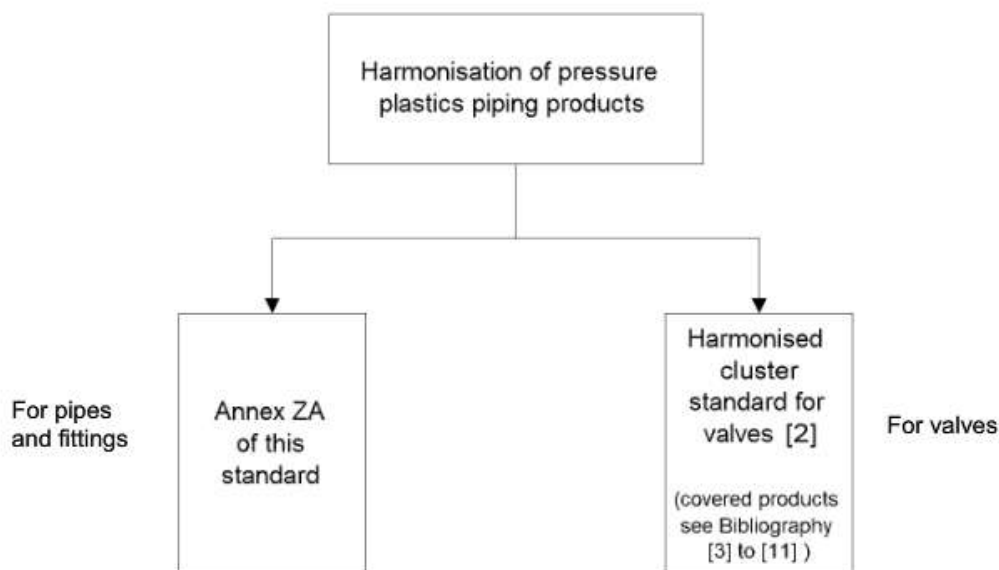 Harmonisation of pressure
plastics piping products
For pipes
and fittings
Annex ZA
of this
standard
Harmonised
cluster
standard for
valves [2]
(covered products
see Bibliography
[3] to [11] )
For valves